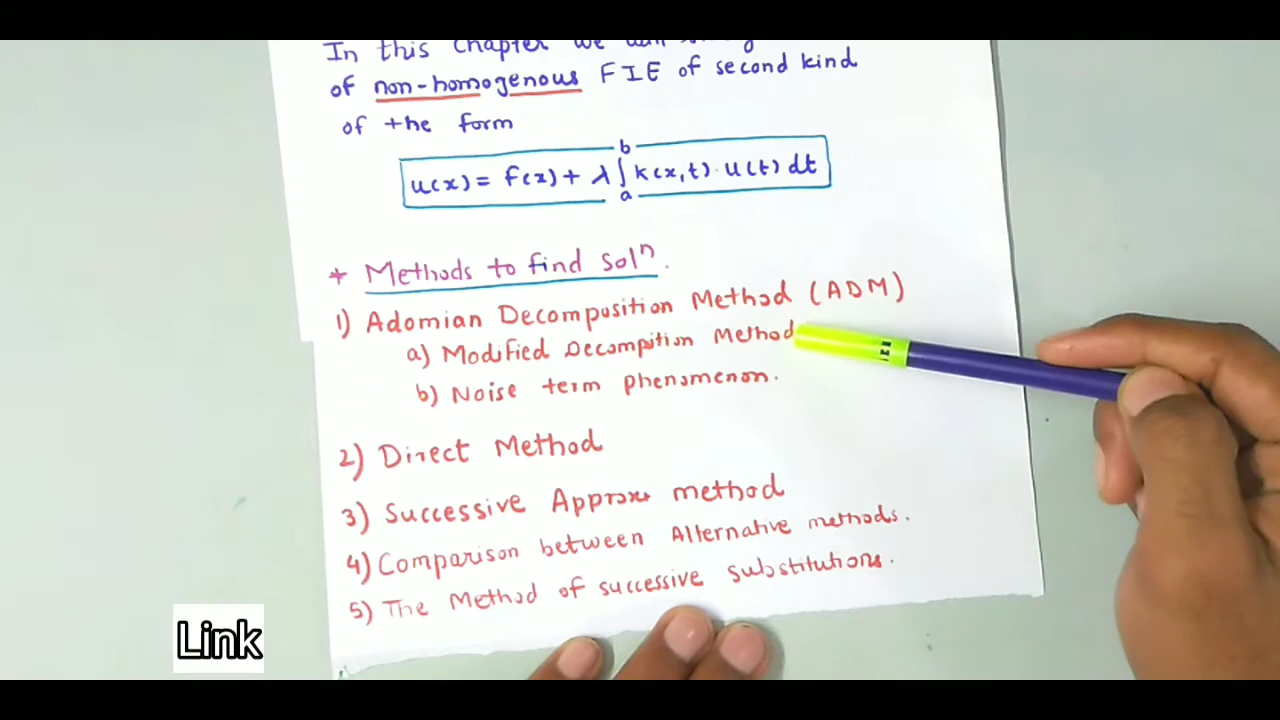 In this chapter we will
of non-homogenous FIE of second kind
of the form
u(x) = f(x) + λ ∫ₐᵇ k(x,t)·u(t) dt
* Methods to find solⁿ.
1) Adomian Decomposition Method (ADM)
a) Modified Decompition Method
b) Noise term phenomenon.
2) Direct Method
3) Successive Approx method
4) Comparison between Alternative methods.
5) The Method of successive substitutions.
Link